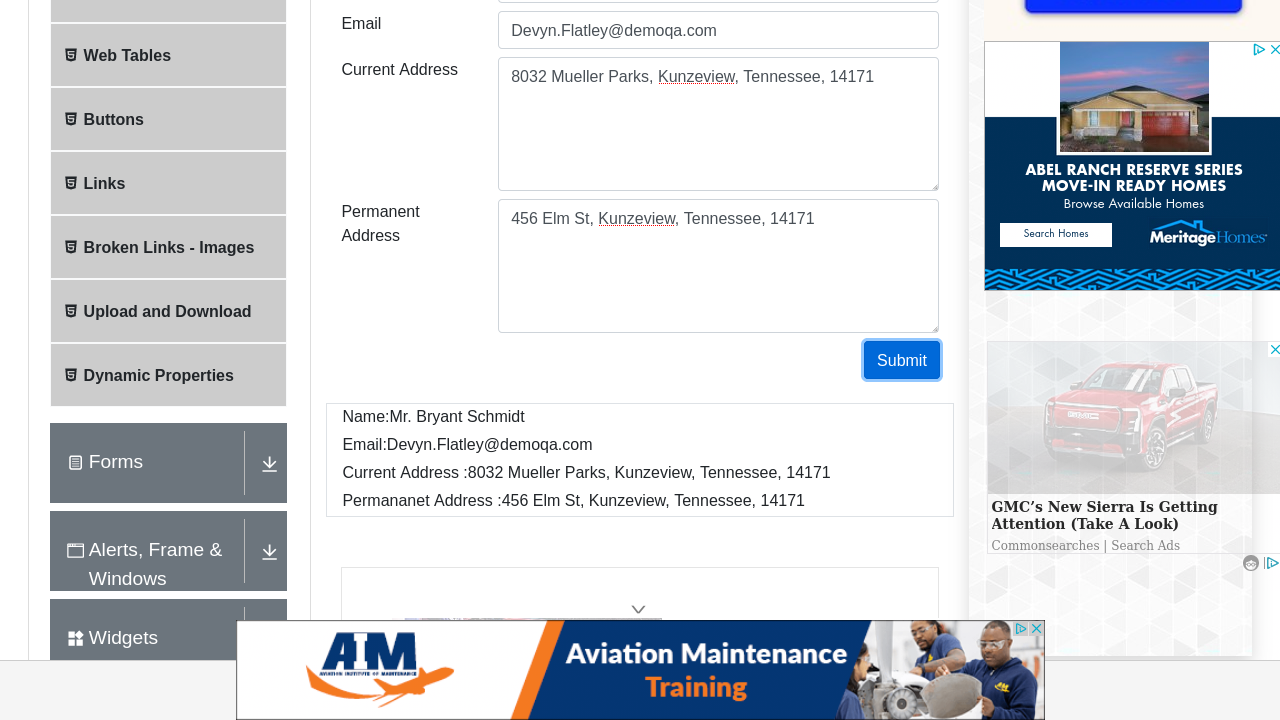 Web Tables
Buttons
Links
Broken Links - Images
Upload and Download
Dynamic Properties
Forms
Alerts, Frame &
Windows
Widgets
Email
Devyn.Flatley@demoqa.com
Current Address
8032 Mueller Parks, Kunzeview, Tennessee, 14171
Permanent
Address
456 Elm St, Kunzeview, Tennessee, 14171
Submit
Name:Mr. Bryant Schmidt
Email:Devyn.Flatley@demoqa.com
Current Address :8032 Mueller Parks, Kunzeview, Tennessee, 14171
Permananet Address :456 Elm St, Kunzeview, Tennessee, 14171
ABEL RANCH RESERVE SERIES
MOVE-IN READY HOMES
Browse Available Homes
Search Homes
MeritageHomes
GMC’s New Sierra Is Getting
Attention (Take A Look)
Commonsearches | Search Ads
AIM
AVIATION INSTITUTE OF MAINTENANCE
Aviation Maintenance
Training